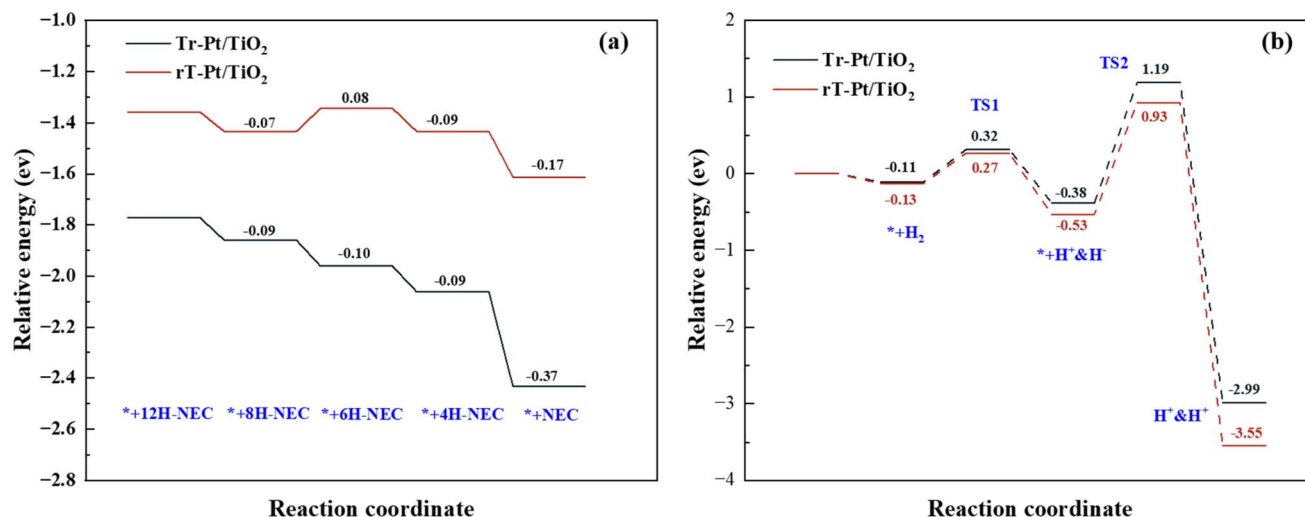 (a)
Tr-Pt/TiO₂
rT-Pt/TiO₂
Relative energy (ev)
−1.0
−1.2
−1.4
−1.6
−1.8
−2.0
−2.2
−2.4
−2.6
−2.8
-0.07
0.08
-0.09
-0.17
-0.09
-0.10
-0.09
-0.37
*+12H-NEC *+8H-NEC *+6H-NEC *+4H-NEC *+NEC
Reaction coordinate
(b)
Tr-Pt/TiO₂
rT-Pt/TiO₂
Relative energy (ev)
2
1
0
−1
−2
−3
−4
TS2
1.19
0.93
TS1
0.32
0.27
-0.11
-0.13
*+H₂
-0.38
-0.53
*+H⁺&H⁻
-2.99
H⁺&H⁺
-3.55
Reaction coordinate